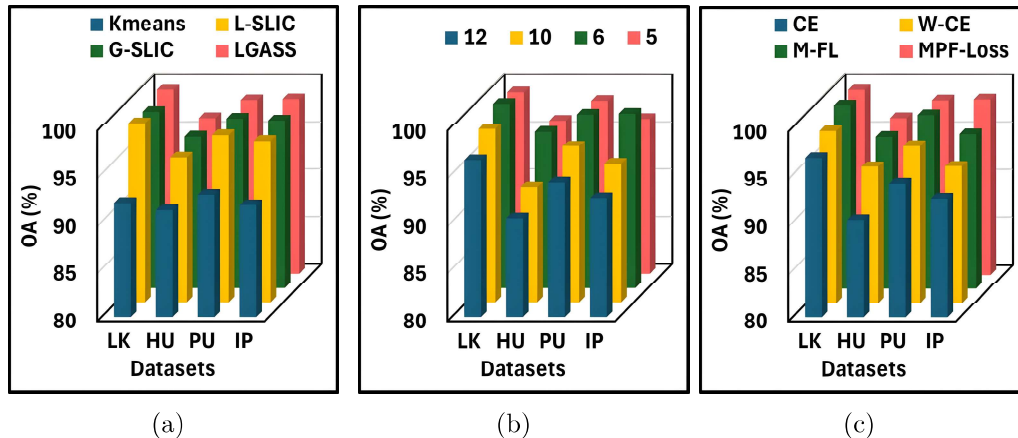 Kmeans L-SLIC
G-SLIC LGASS
OA (%)
100
95
90
85
80
LK HU PU IP
Datasets
(a)
12 10 6 5
OA (%)
100
95
90
85
80
LK HU PU IP
Datasets
(b)
CE W-CE
M-FL MPF-Loss
OA (%)
100
95
90
85
80
LK HU PU IP
Datasets
(c)